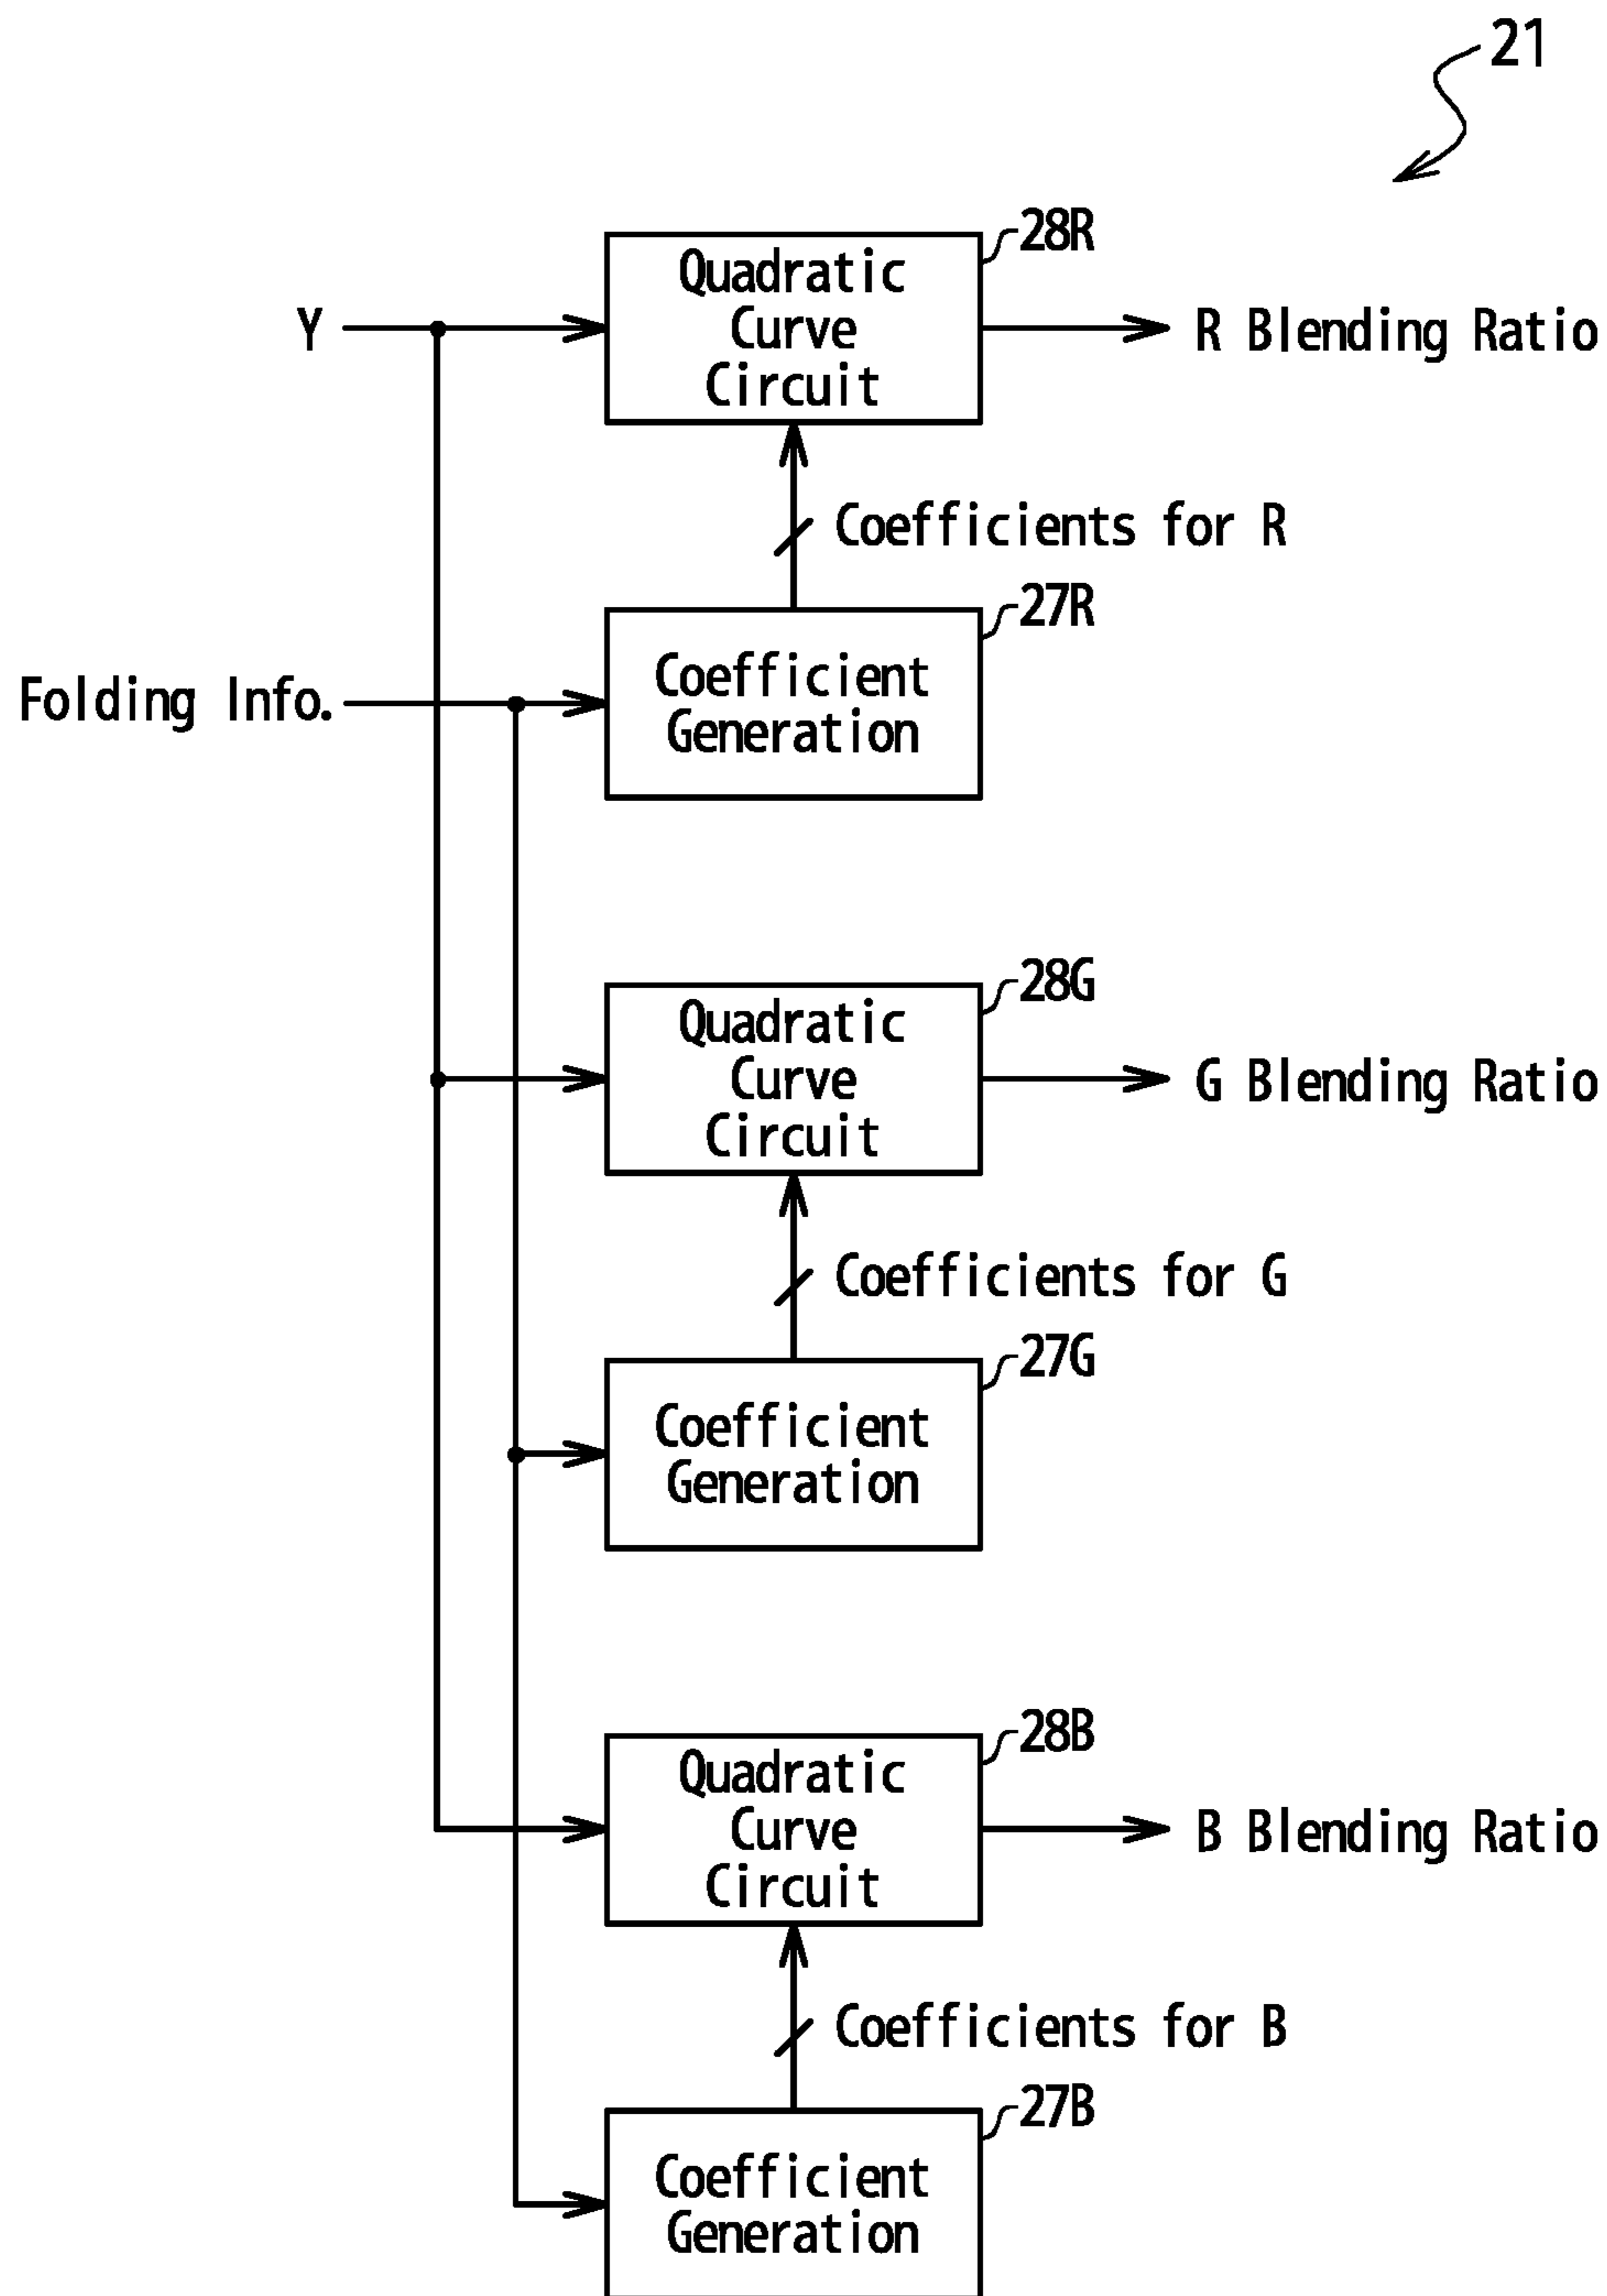 21
28R
Quadratic
Curve
Circuit
Y
R Blending Ratio
Coefficients for R
27R
Coefficient
Generation
Folding Info.
28G
Quadratic
Curve
Circuit
G Blending Ratio
Coefficients for G
27G
Coefficient
Generation
28B
Quadratic
Curve
Circuit
B Blending Ratio
Coefficients for B
27B
Coefficient
Generation